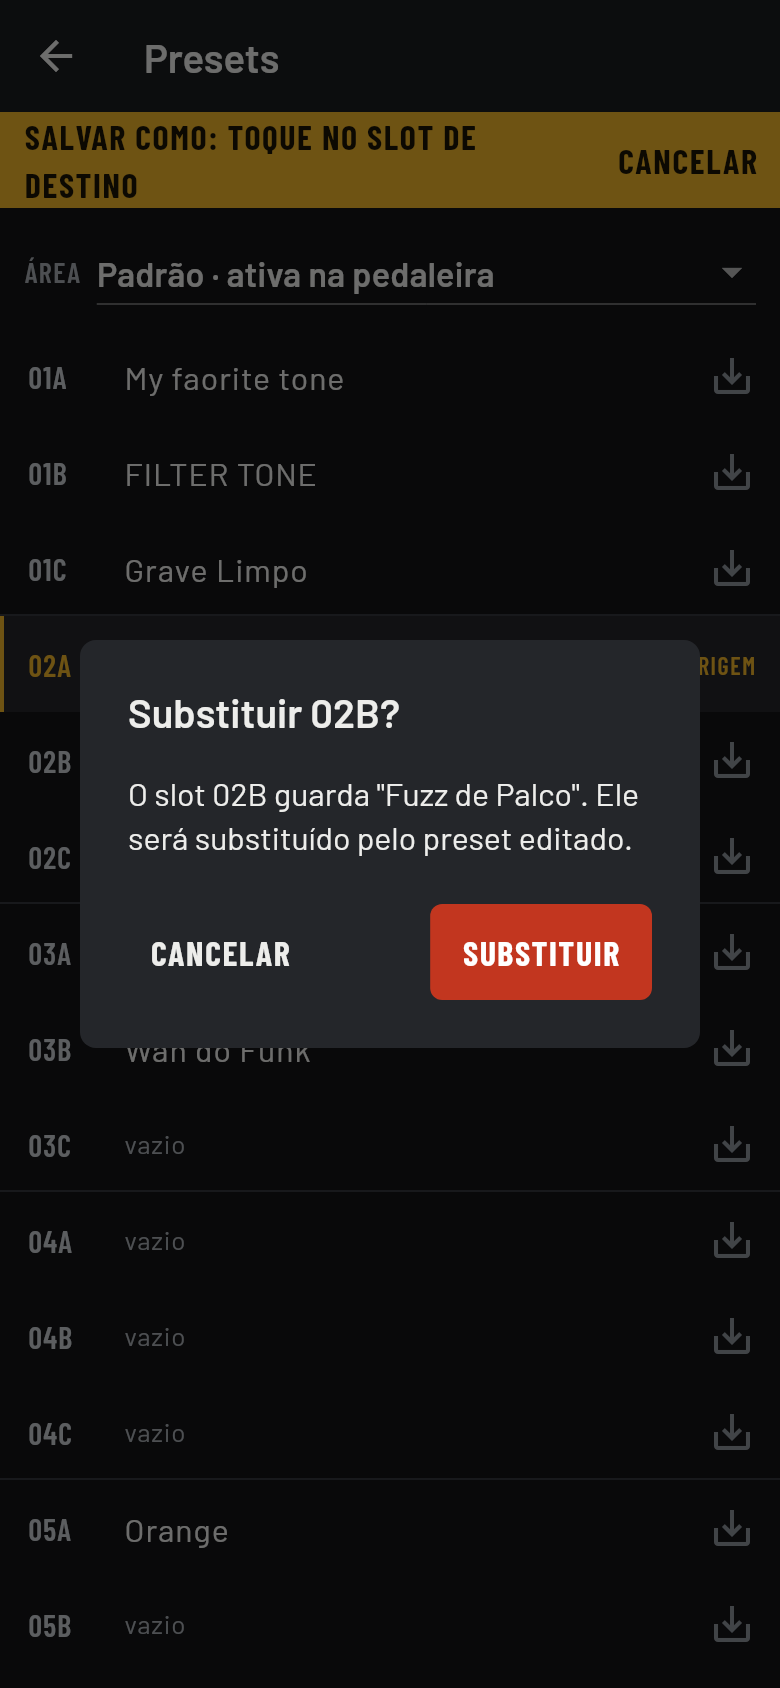 Presets
SALVAR COMO: TOQUE NO SLOT DE
DESTINO
CANCELAR
ÁREA Padrão · ativa na pedaleira
01A My faorite tone
01B FILTER TONE
01C Grave Limpo
02A
Substituir 02B?
02B
O slot 02B guarda "Fuzz de Palco". Ele
será substituído pelo preset editado.
02C
03A
CANCELAR SUBSTITUIR
03B Wah do Funk
03C vazio
04A vazio
04B vazio
04C vazio
05A Orange
05B vazio